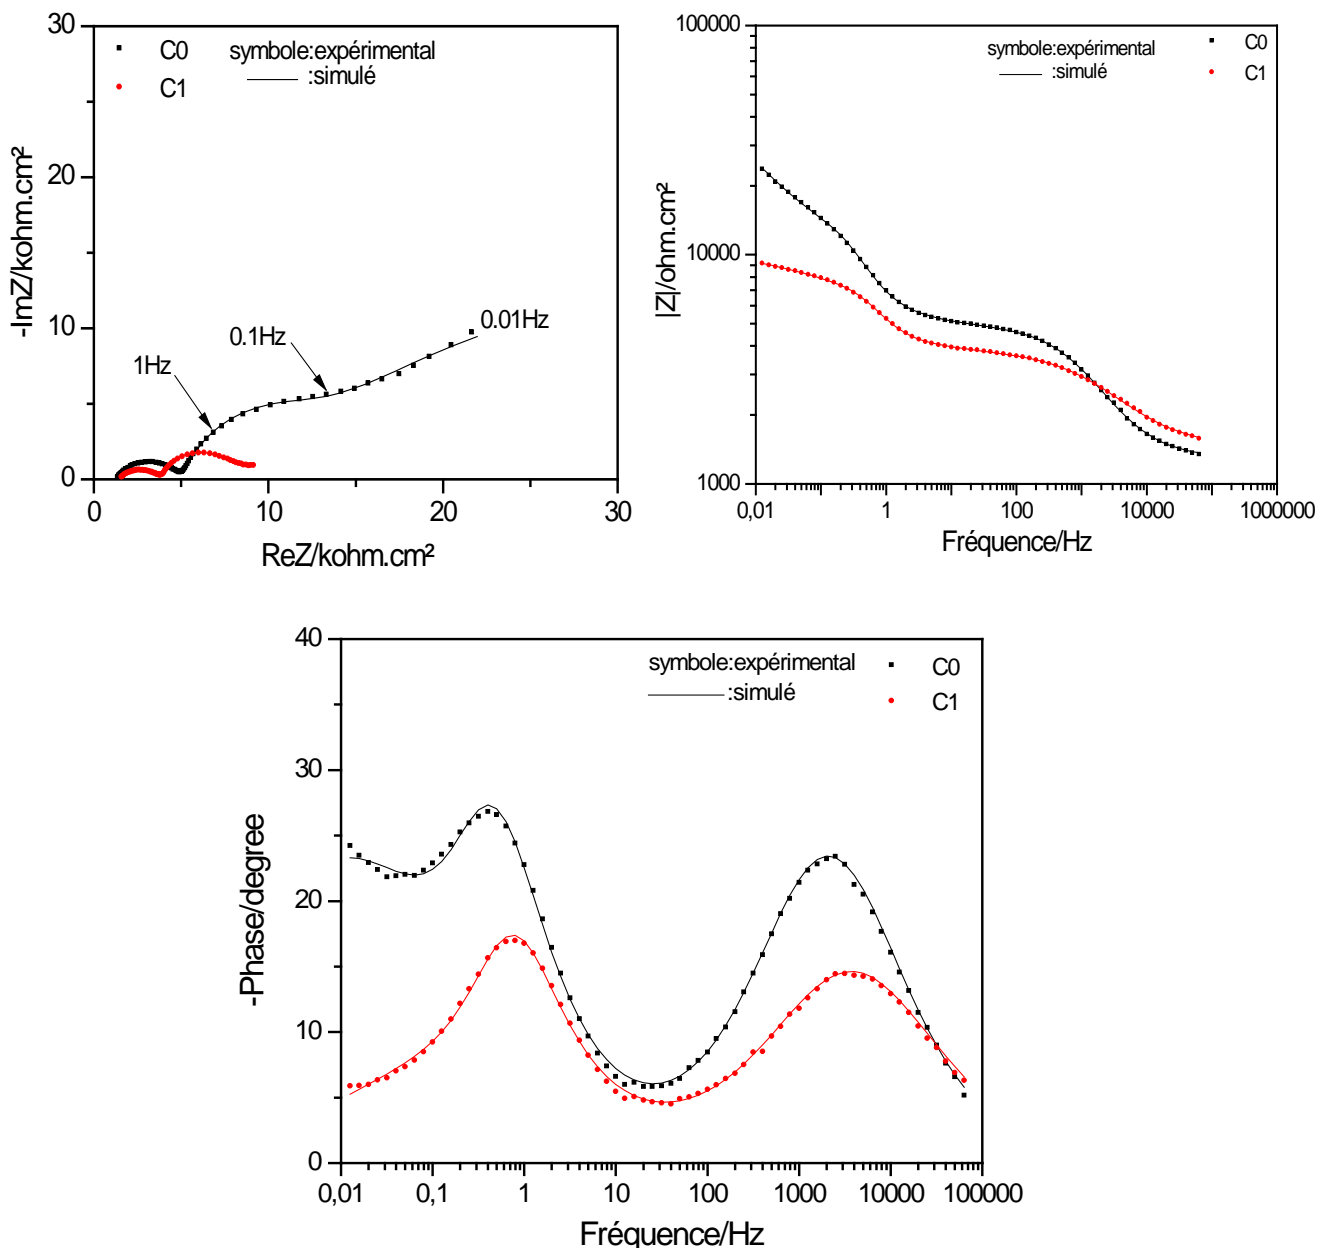 30
20
10
0
-ImZ/kohm.cm²
C0
symbole:expérimental
C1
:simulé
1Hz
0.1Hz
0.01Hz
0
10
20
30
ReZ/kohm.cm²
100000
10000
1000
|Z|/ohm.cm²
symbole:expérimental
C0
:simulé
C1
0,01
1
100
10000
1000000
Fréquence/Hz
40
30
20
10
0
-Phase/degree
symbole:expérimental
C0
:simulé
C1
0,01
0,1
1
10
100
1000
10000
100000
Fréquence/Hz